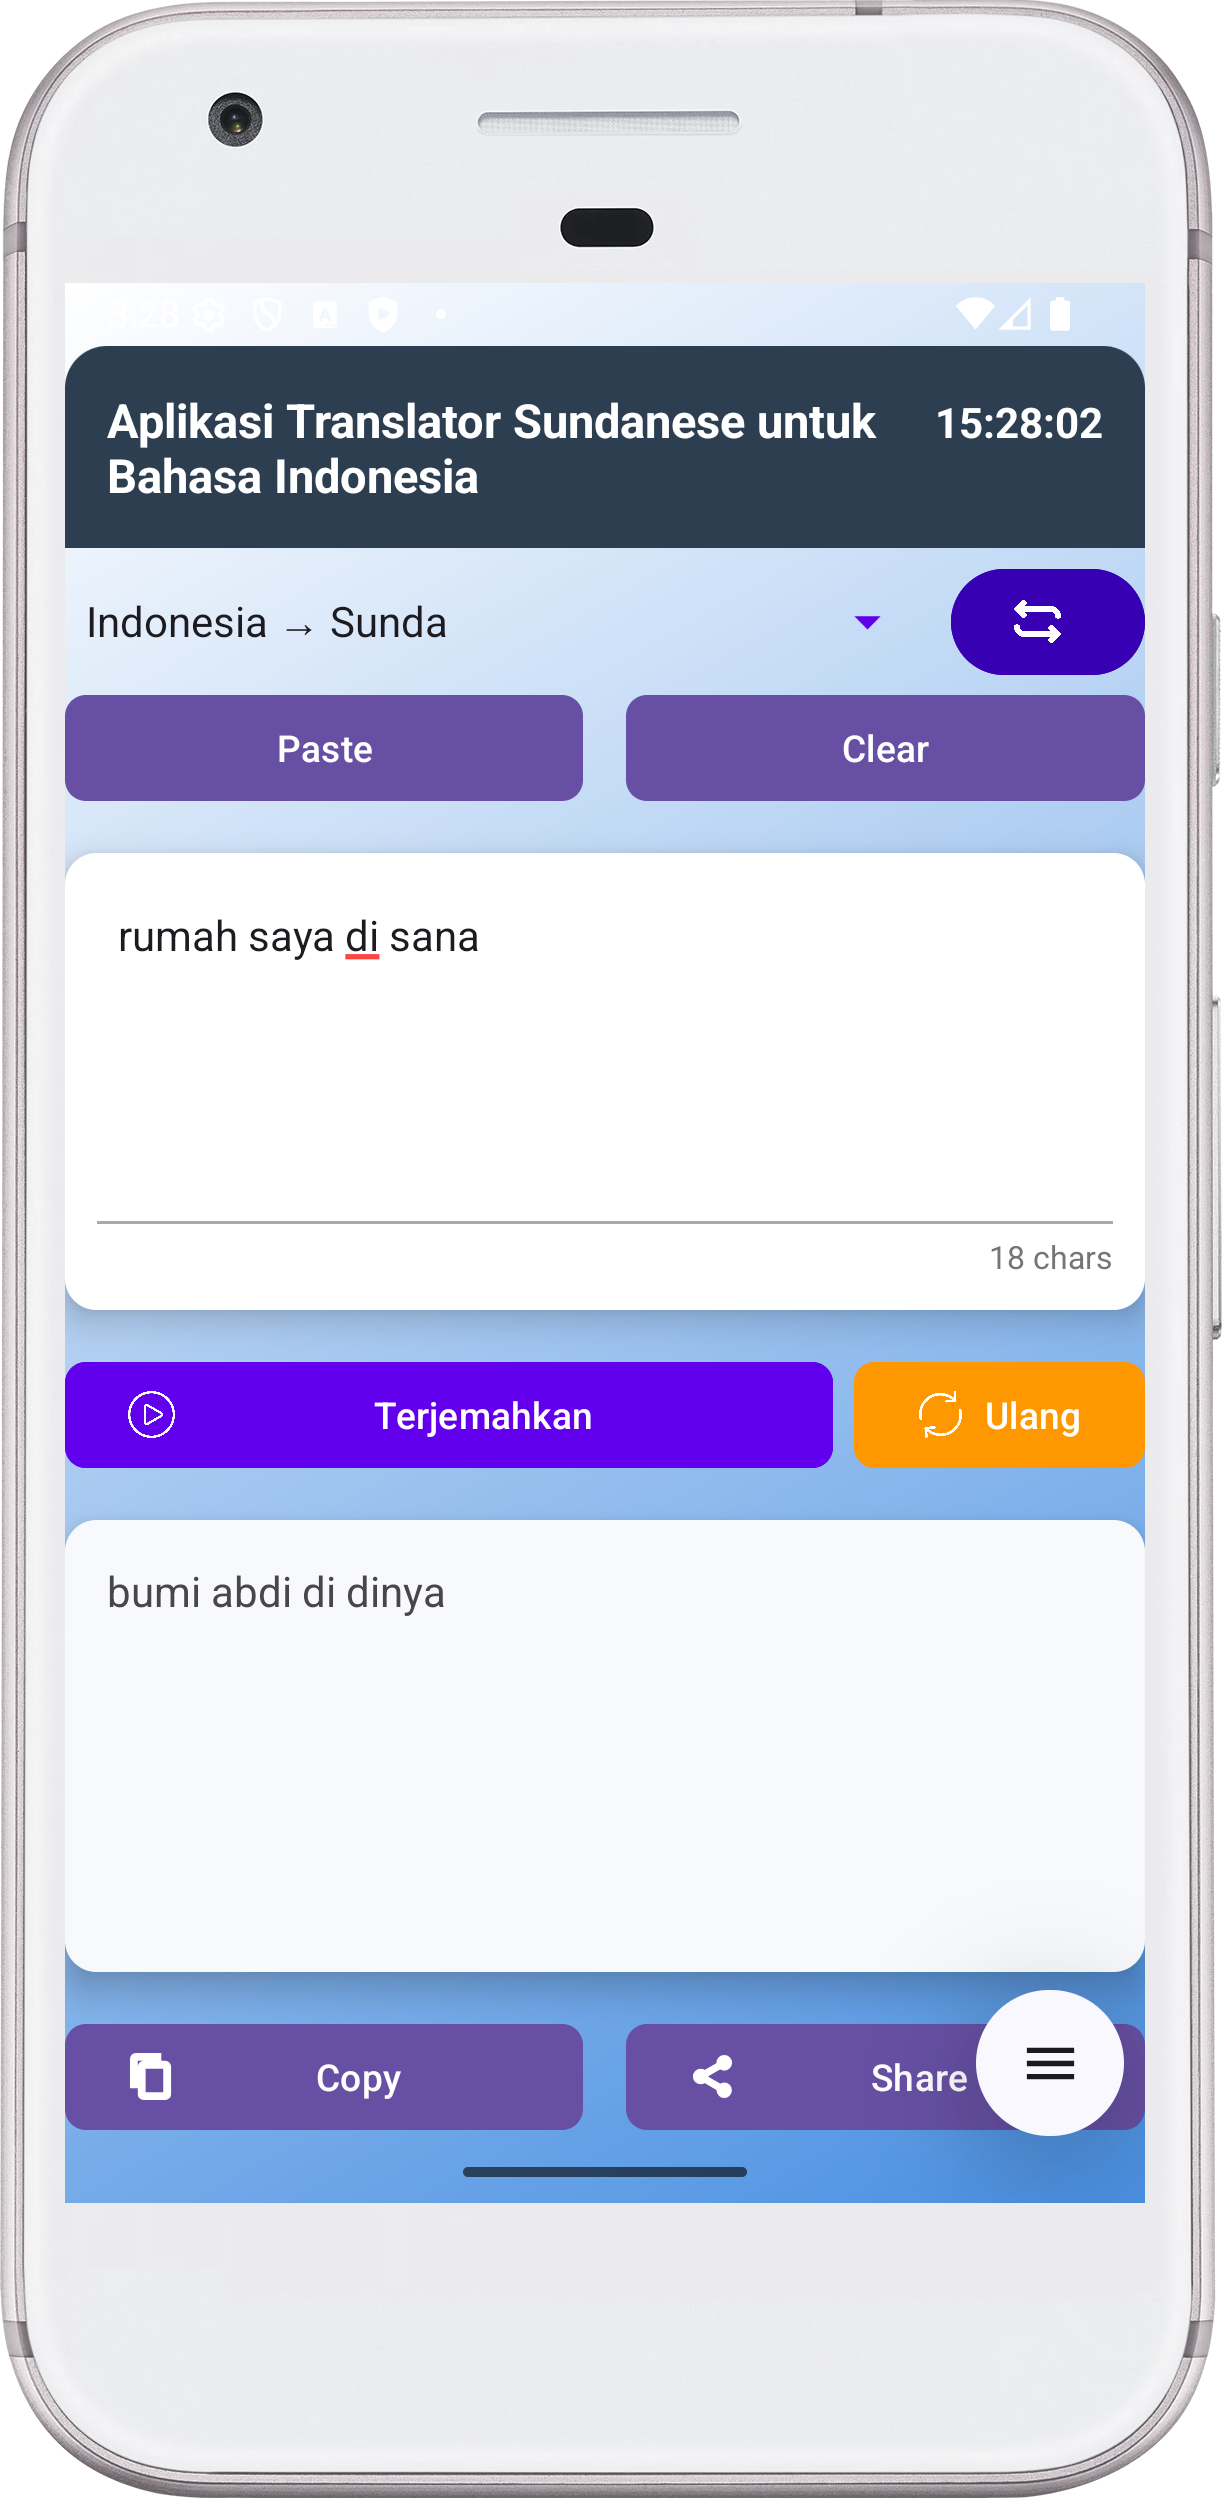 3:28
Aplikasi Translator Sundanese untuk
Bahasa Indonesia
15:28:02
Indonesia → Sunda
Paste
Clear
rumah saya di sana
18 chars
Terjemahkan
Ulang
bumi abdi di dinya
Copy
Share